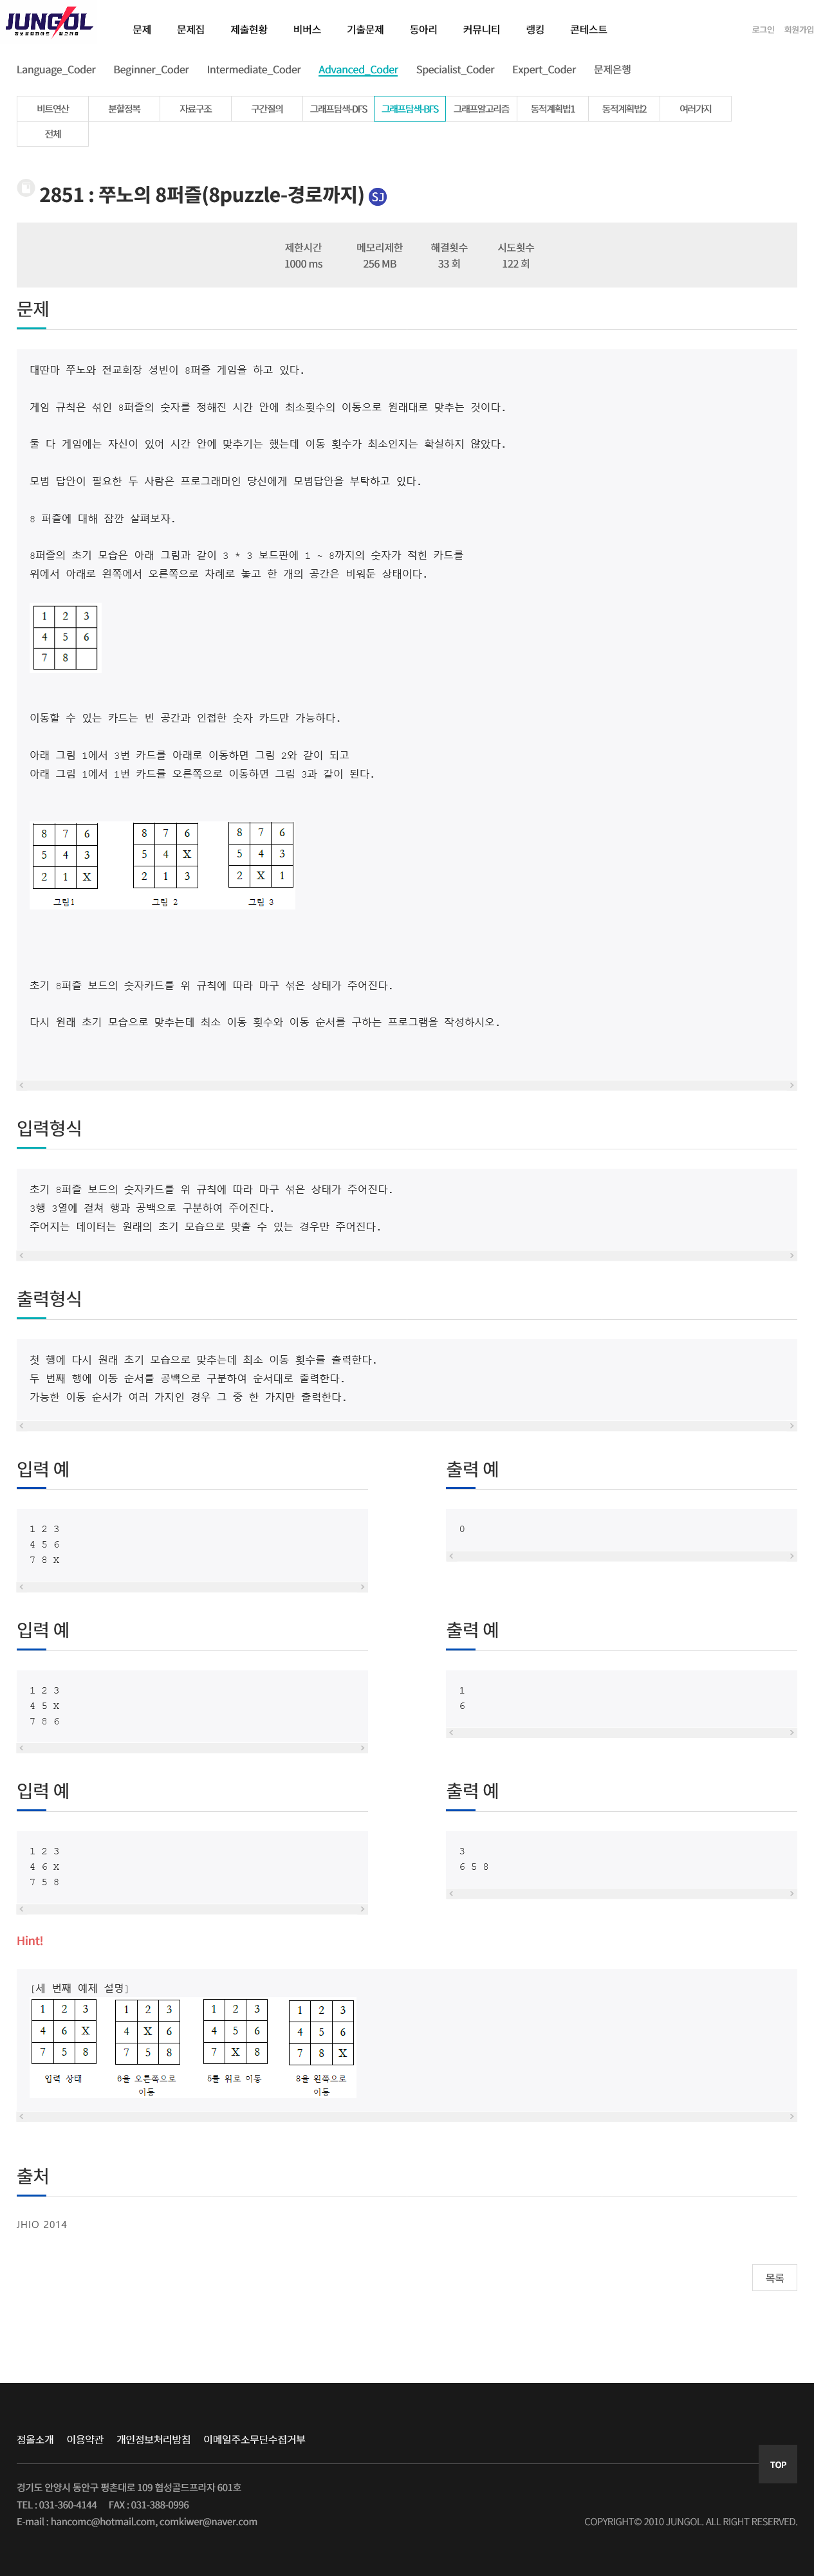 JUNGOL
정보올림피아드 & 알고리즘
문제 문제집 제출현황 비버스 기출문제 동아리 커뮤니티 랭킹 콘테스트
로그인 회원가입
Language_Coder Beginner_Coder Intermediate_Coder Advanced_Coder Specialist_Coder Expert_Coder 문제은행
비트연산 분할정복 자료구조 구간질의 그래프탐색-DFS 그래프탐색-BFS 그래프알고리즘 동적계획법1 동적계획법2 여러가지
전체
2851 : 쭈노의 8퍼즐(8puzzle-경로까지) SJ
제한시간 메모리제한 해결횟수 시도횟수
1000 ms 256 MB 33 회 122 회
문제
대딴마 쭈노와 전교회장 셩빈이 8퍼즐 게임을 하고 있다.
게임 규칙은 섞인 8퍼즐의 숫자를 정해진 시간 안에 최소횟수의 이동으로 원래대로 맞추는 것이다.
둘 다 게임에는 자신이 있어 시간 안에 맞추기는 했는데 이동 횟수가 최소인지는 확실하지 않았다.
모범 답안이 필요한 두 사람은 프로그래머인 당신에게 모범답안을 부탁하고 있다.
8 퍼즐에 대해 잠깐 살펴보자.
8퍼즐의 초기 모습은 아래 그림과 같이 3 * 3 보드판에 1 ~ 8까지의 숫자가 적힌 카드를
위에서 아래로 왼쪽에서 오른쪽으로 차례로 놓고 한 개의 공간은 비워둔 상태이다.
1 2 3
4 5 6
7 8
이동할 수 있는 카드는 빈 공간과 인접한 숫자 카드만 가능하다.
아래 그림 1에서 3번 카드를 아래로 이동하면 그림 2와 같이 되고
아래 그림 1에서 1번 카드를 오른쪽으로 이동하면 그림 3과 같이 된다.
8 7 6 8 7 6 8 7 6
5 4 3 5 4 X 5 4 3
2 1 X 2 1 3 2 X 1
그림1 그림 2 그림 3
초기 8퍼즐 보드의 숫자카드를 위 규칙에 따라 마구 섞은 상태가 주어진다.
다시 원래 초기 모습으로 맞추는데 최소 이동 횟수와 이동 순서를 구하는 프로그램을 작성하시오.
입력형식
초기 8퍼즐 보드의 숫자카드를 위 규칙에 따라 마구 섞은 상태가 주어진다.
3행 3열에 걸쳐 행과 공백으로 구분하여 주어진다.
주어지는 데이터는 원래의 초기 모습으로 맞출 수 있는 경우만 주어진다.
출력형식
첫 행에 다시 원래 초기 모습으로 맞추는데 최소 이동 횟수를 출력한다.
두 번째 행에 이동 순서를 공백으로 구분하여 순서대로 출력한다.
가능한 이동 순서가 여러 가지인 경우 그 중 한 가지만 출력한다.
입력 예
1 2 3
4 5 6
7 8 X
출력 예
0
입력 예
1 2 3
4 5 X
7 8 6
출력 예
1
6
입력 예
1 2 3
4 6 X
7 5 8
출력 예
3
6 5 8
Hint!
[세 번째 예제 설명]
1 2 3 1 2 3 1 2 3 1 2 3
4 6 X 4 X 6 4 5 6 4 5 6
7 5 8 7 5 8 7 X 8 7 8 X
입력 상태 6을 오른쪽으로 5를 위로 이동 8을 왼쪽으로
이동 이동
출처
JHIO 2014
목록
정올소개 이용약관 개인정보처리방침 이메일주소무단수집거부
TOP
경기도 안양시 동안구 평촌대로 109 협성골드프라자 601호
TEL : 031-360-4144 FAX : 031-388-0996
E-mail : hancomc@hotmail.com, comkiwer@naver.com
COPYRIGHT© 2010 JUNGOL. ALL RIGHT RESERVED.